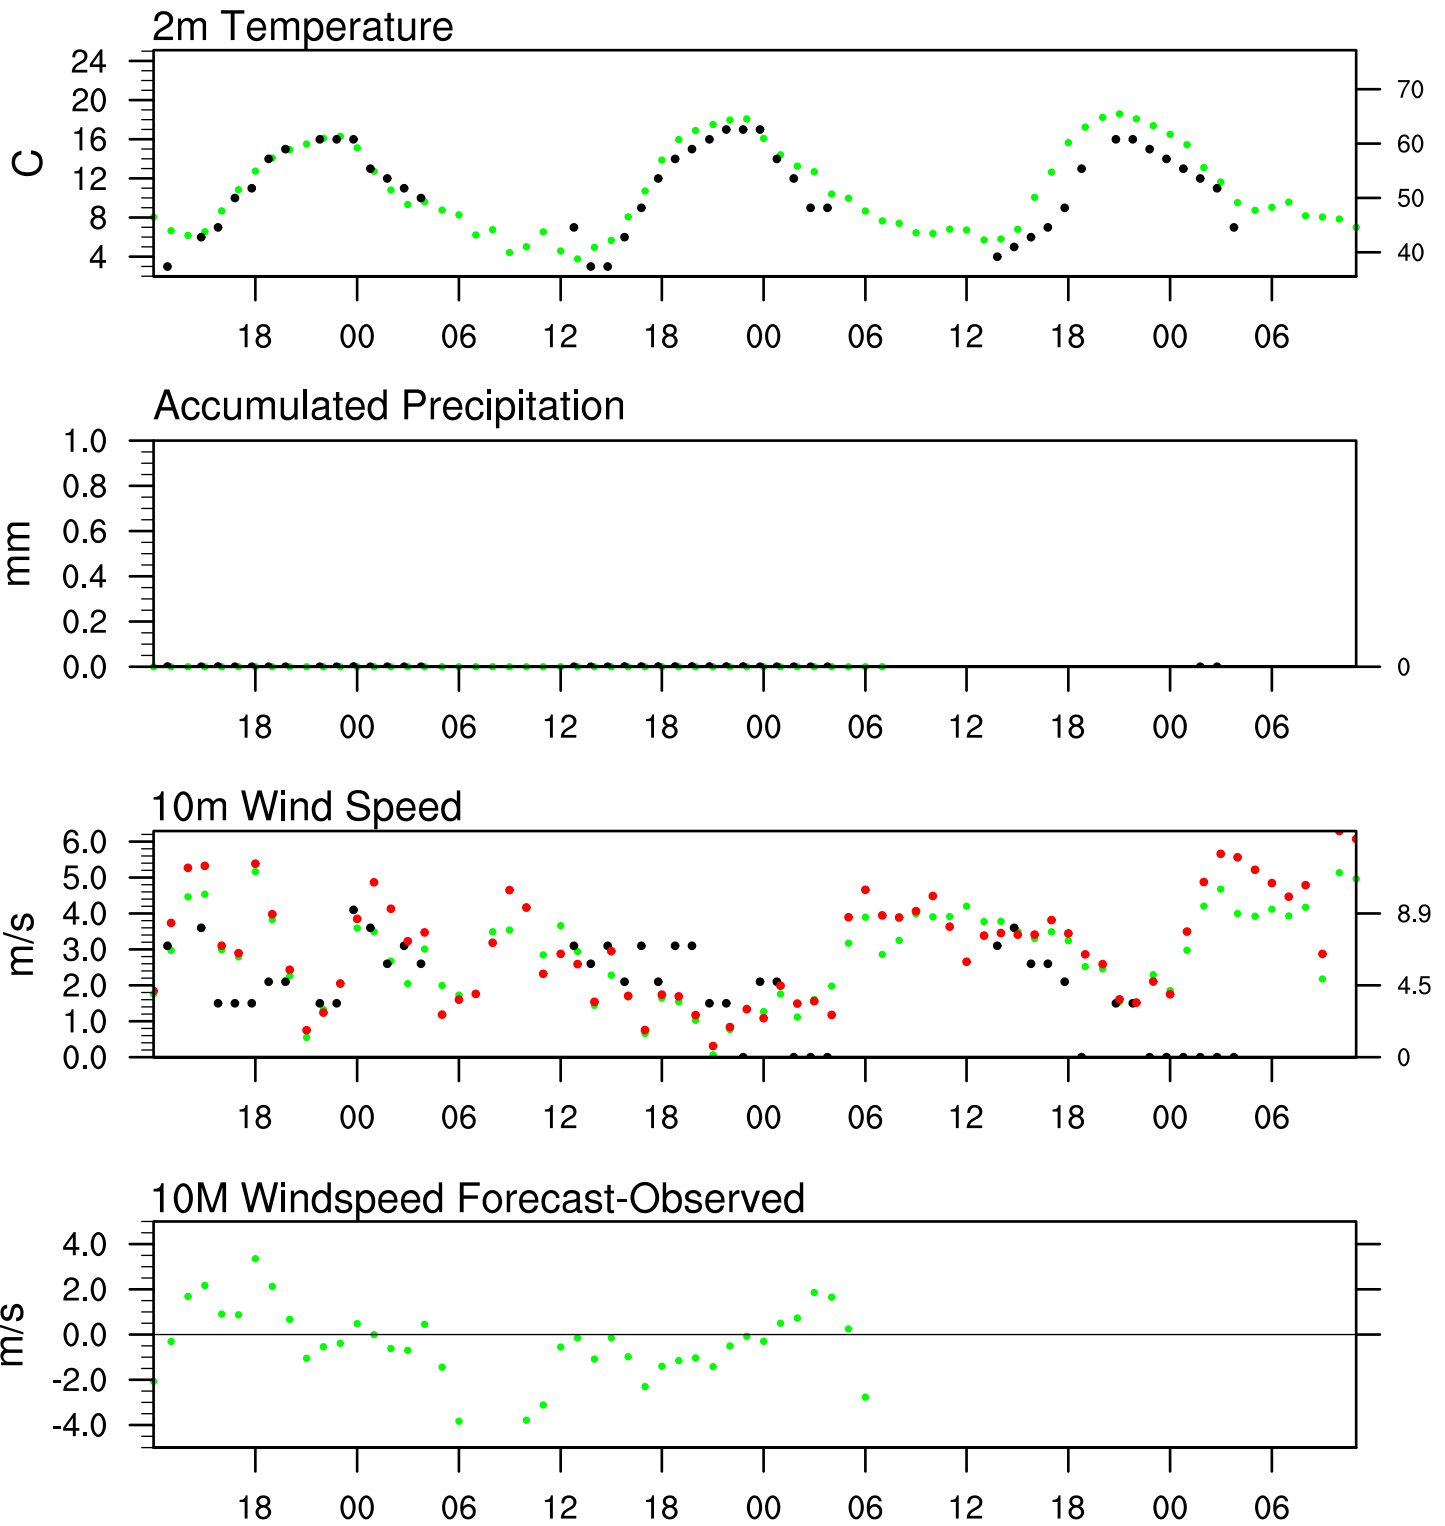 2m Temperature
24
20
16
12
8
4
C
70
60
50
40
18 00 06 12 18 00 06 12 18 00 06
Accumulated Precipitation
1.0
0.8
0.6
0.4
0.2
0.0
mm
0
18 00 06 12 18 00 06 12 18 00 06
10m Wind Speed
6.0
5.0
4.0
3.0
2.0
1.0
0.0
m/s
8.9
4.5
0
18 00 06 12 18 00 06 12 18 00 06
10M Windspeed Forecast-Observed
4.0
2.0
0.0
-2.0
-4.0
m/s
18 00 06 12 18 00 06 12 18 00 06